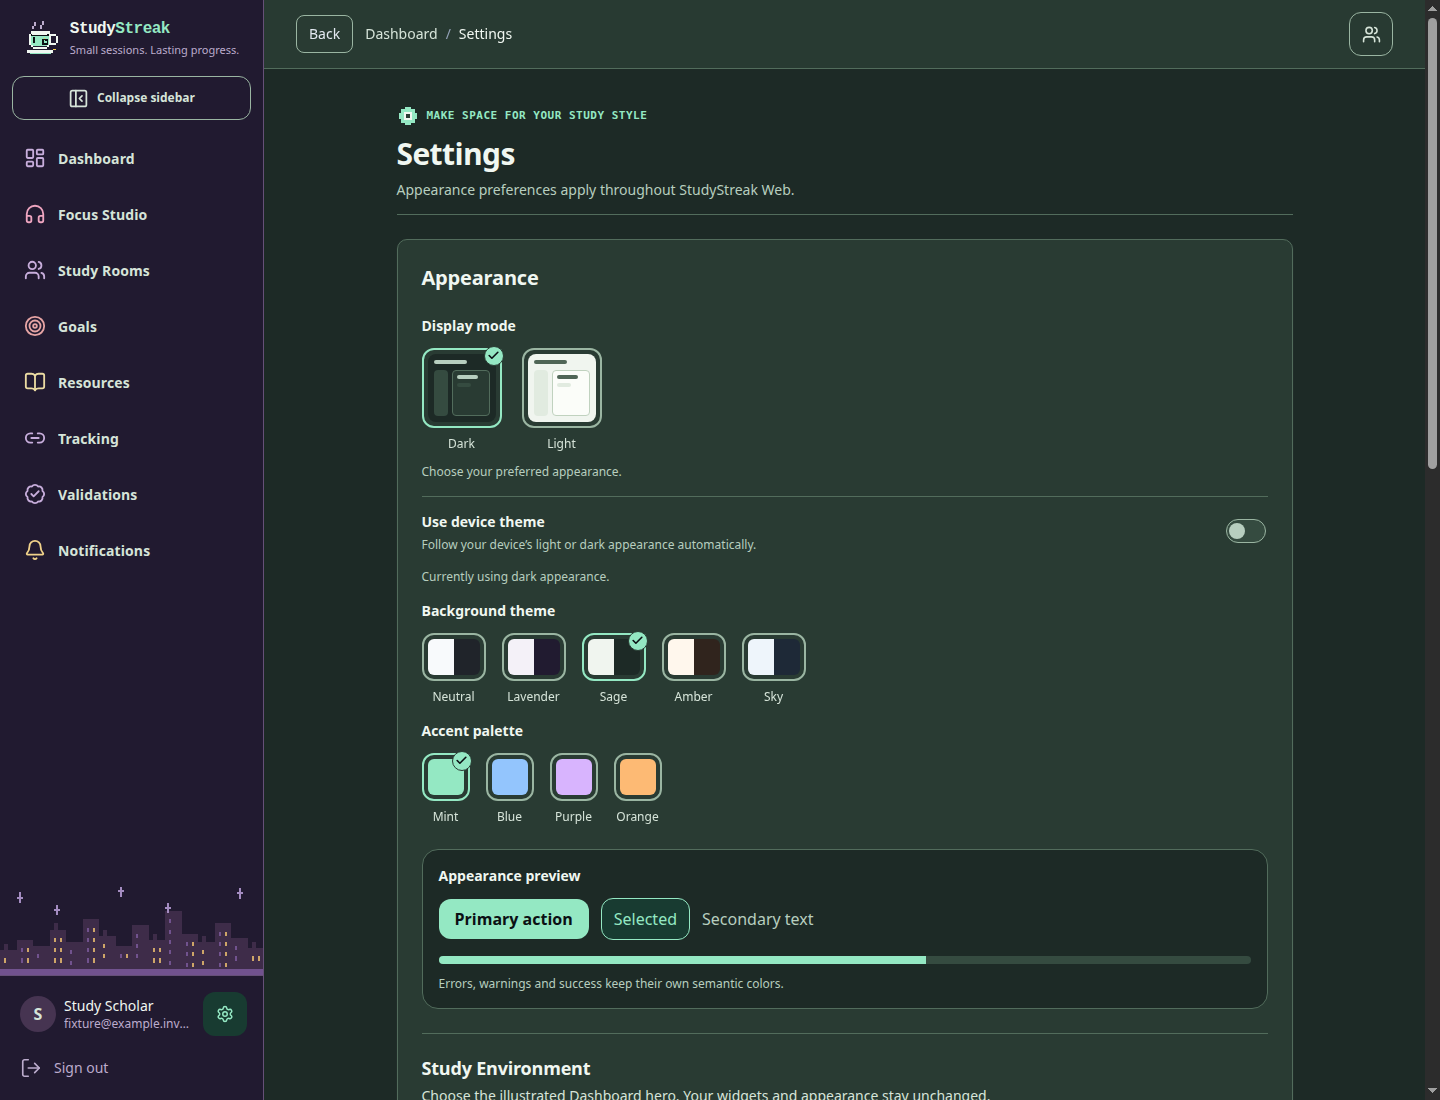 StudyStreak
Small sessions. Lasting progress.
Collapse sidebar
Dashboard
Focus Studio
Study Rooms
Goals
Resources
Tracking
Validations
Notifications
S
Study Scholar
fixture@example.inv...
Sign out
Back
Dashboard / Settings
MAKE SPACE FOR YOUR STUDY STYLE
Settings
Appearance preferences apply throughout StudyStreak Web.
Appearance
Display mode
Dark
Light
Choose your preferred appearance.
Use device theme
Follow your device’s light or dark appearance automatically.
Currently using dark appearance.
Background theme
Neutral
Lavender
Sage
Amber
Sky
Accent palette
Mint
Blue
Purple
Orange
Appearance preview
Primary action
Selected
Secondary text
Errors, warnings and success keep their own semantic colors.
Study Environment
Choose the illustrated Dashboard hero. Your widgets and appearance stay unchanged.